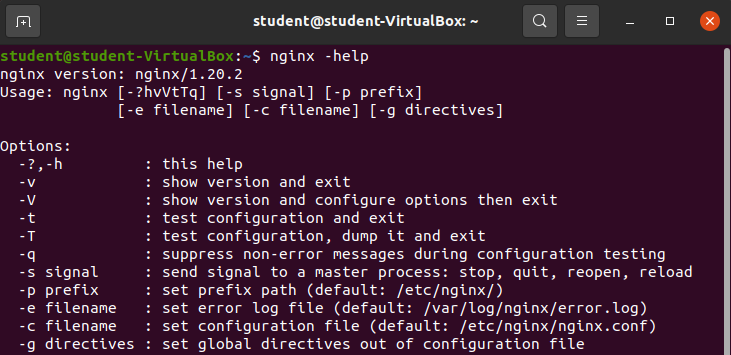 student@student-VirtualBox: ~
student@student-VirtualBox:~$ nginx -help
nginx version: nginx/1.20.2
Usage: nginx [-?hvVtTq] [-s signal] [-p prefix]
             [-e filename] [-c filename] [-g directives]

Options:
  -?,-h         : this help
  -v            : show version and exit
  -V            : show version and configure options then exit
  -t            : test configuration and exit
  -T            : test configuration, dump it and exit
  -q            : suppress non-error messages during configuration testing
  -s signal     : send signal to a master process: stop, quit, reopen, reload
  -p prefix     : set prefix path (default: /etc/nginx/)
  -e filename   : set error log file (default: /var/log/nginx/error.log)
  -c filename   : set configuration file (default: /etc/nginx/nginx.conf)
  -g directives : set global directives out of configuration file